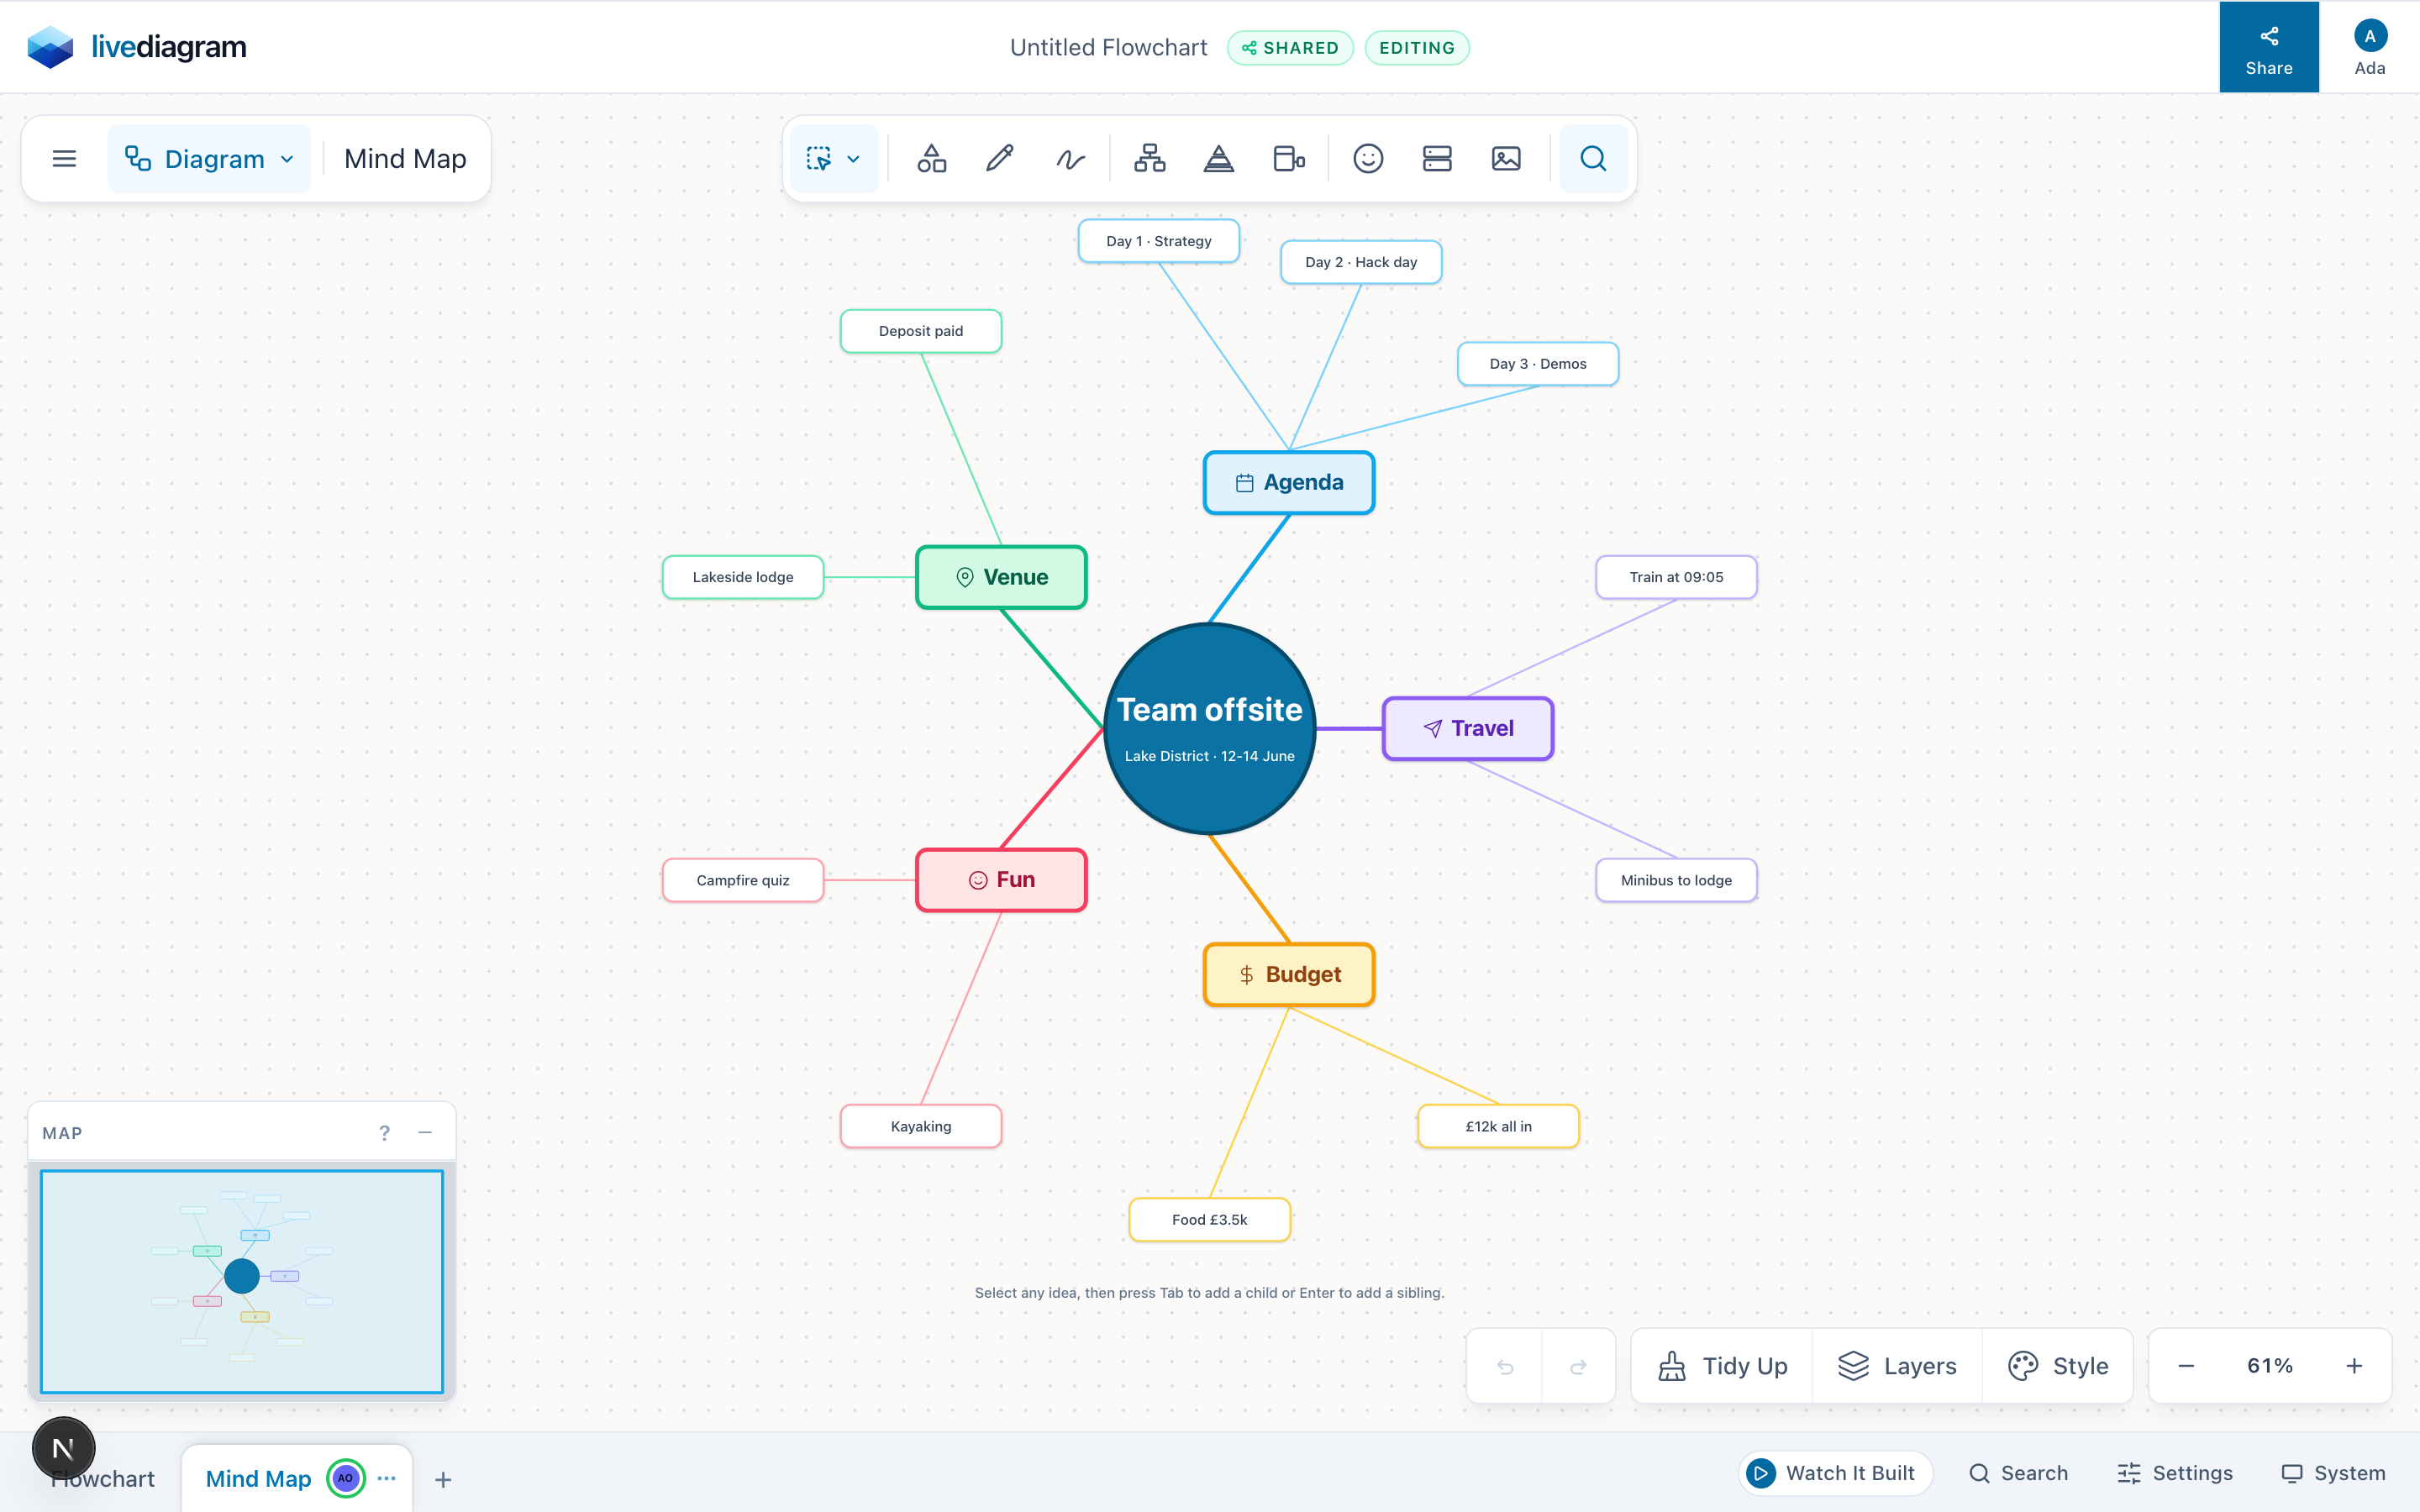 livediagram
Untitled Flowchart
SHARED
EDITING
Share
A
Ada
Diagram
Mind Map
Day 1 · Strategy
Day 2 · Hack day
Deposit paid
Day 3 · Demos
Agenda
Venue
Lakeside lodge
Train at 09:05
Team offsite
Lake District · 12-14 June
Travel
Fun
Campfire quiz
Minibus to lodge
Budget
Kayaking
£12k all in
Food £3.5k
Select any idea, then press Tab to add a child or Enter to add a sibling.
MAP
?
Tidy Up
Layers
Style
61%
N
Flowchart
Mind Map
AO
Watch It Built
Search
Settings
System